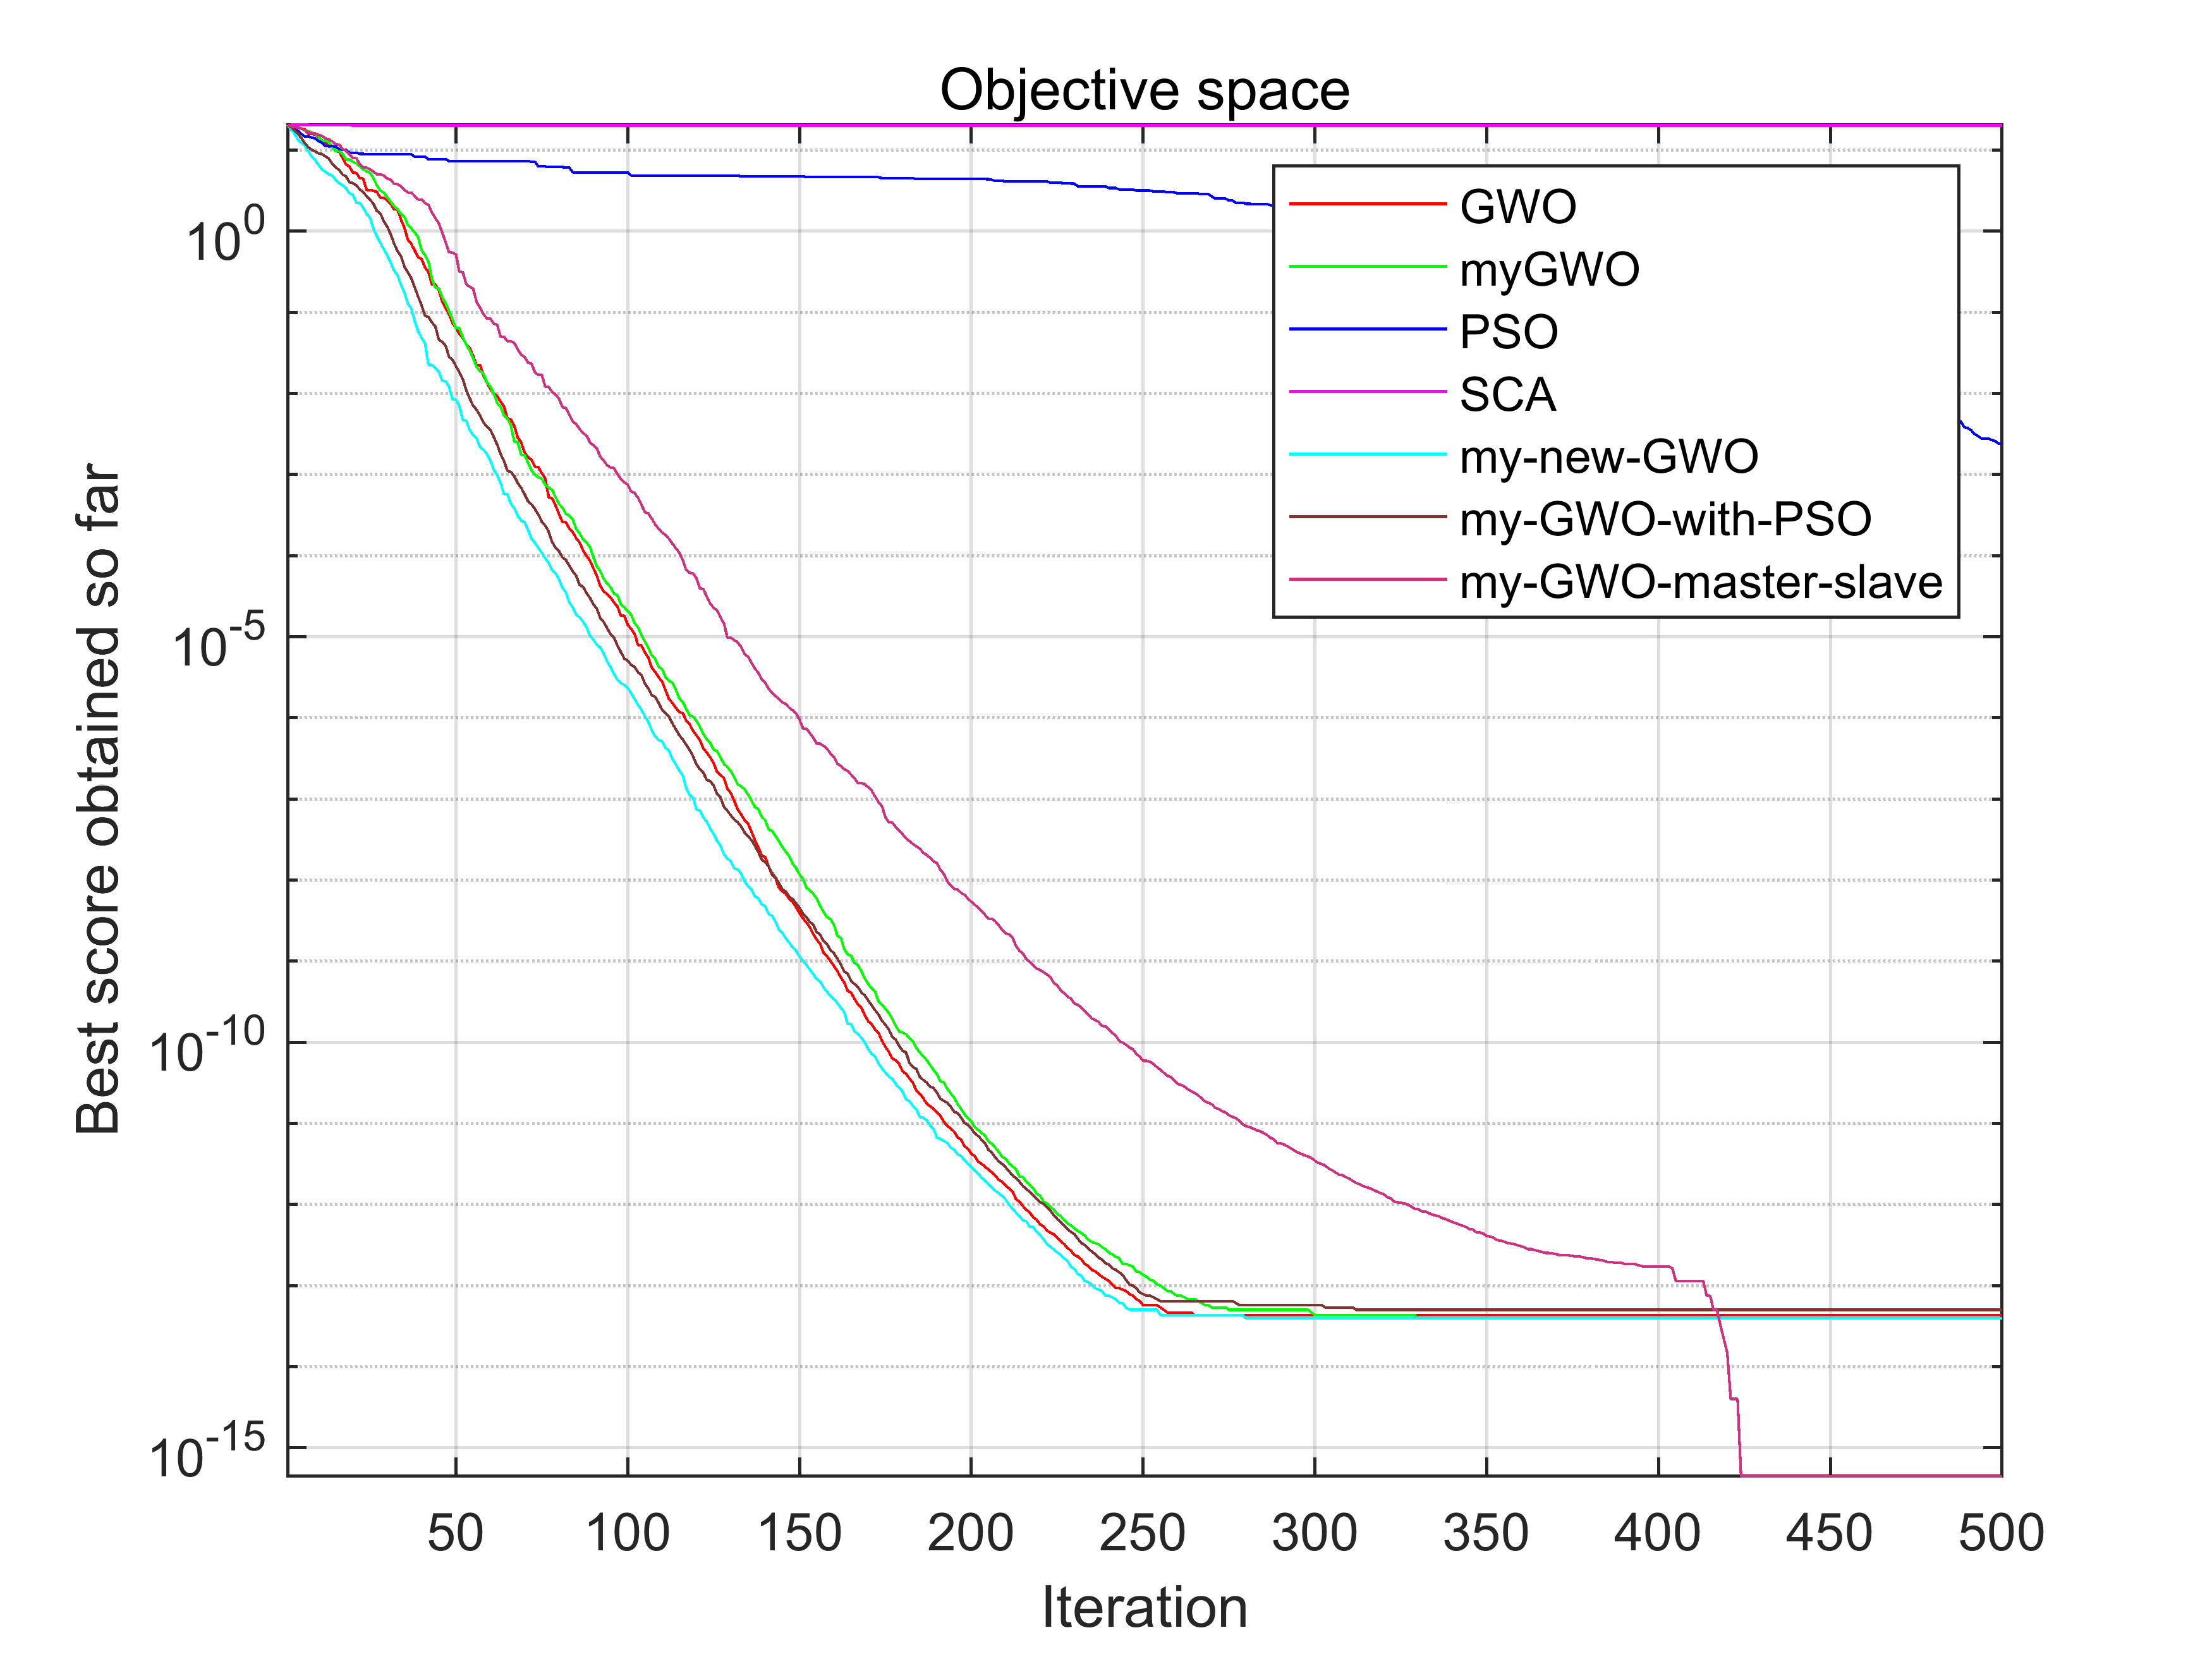 Objective space
Best score obtained so far
10^0
10^-5
10^-10
10^-15
GWO
myGWO
PSO
SCA
my-new-GWO
my-GWO-with-PSO
my-GWO-master-slave
50 100 150 200 250 300 350 400 450 500
Iteration